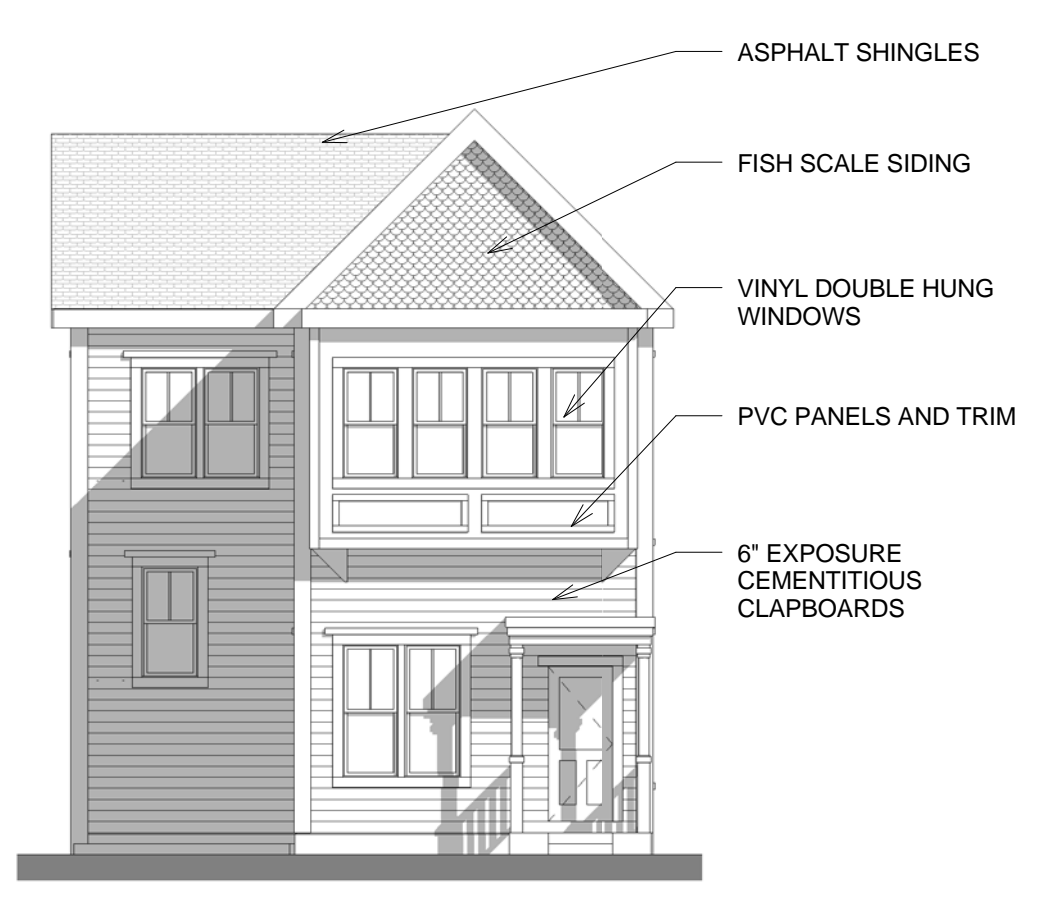 ASPHALT SHINGLES
FISH SCALE SIDING
VINYL DOUBLE HUNG
WINDOWS
PVC PANELS AND TRIM
6" EXPOSURE
CEMENTITIOUS
CLAPBOARDS